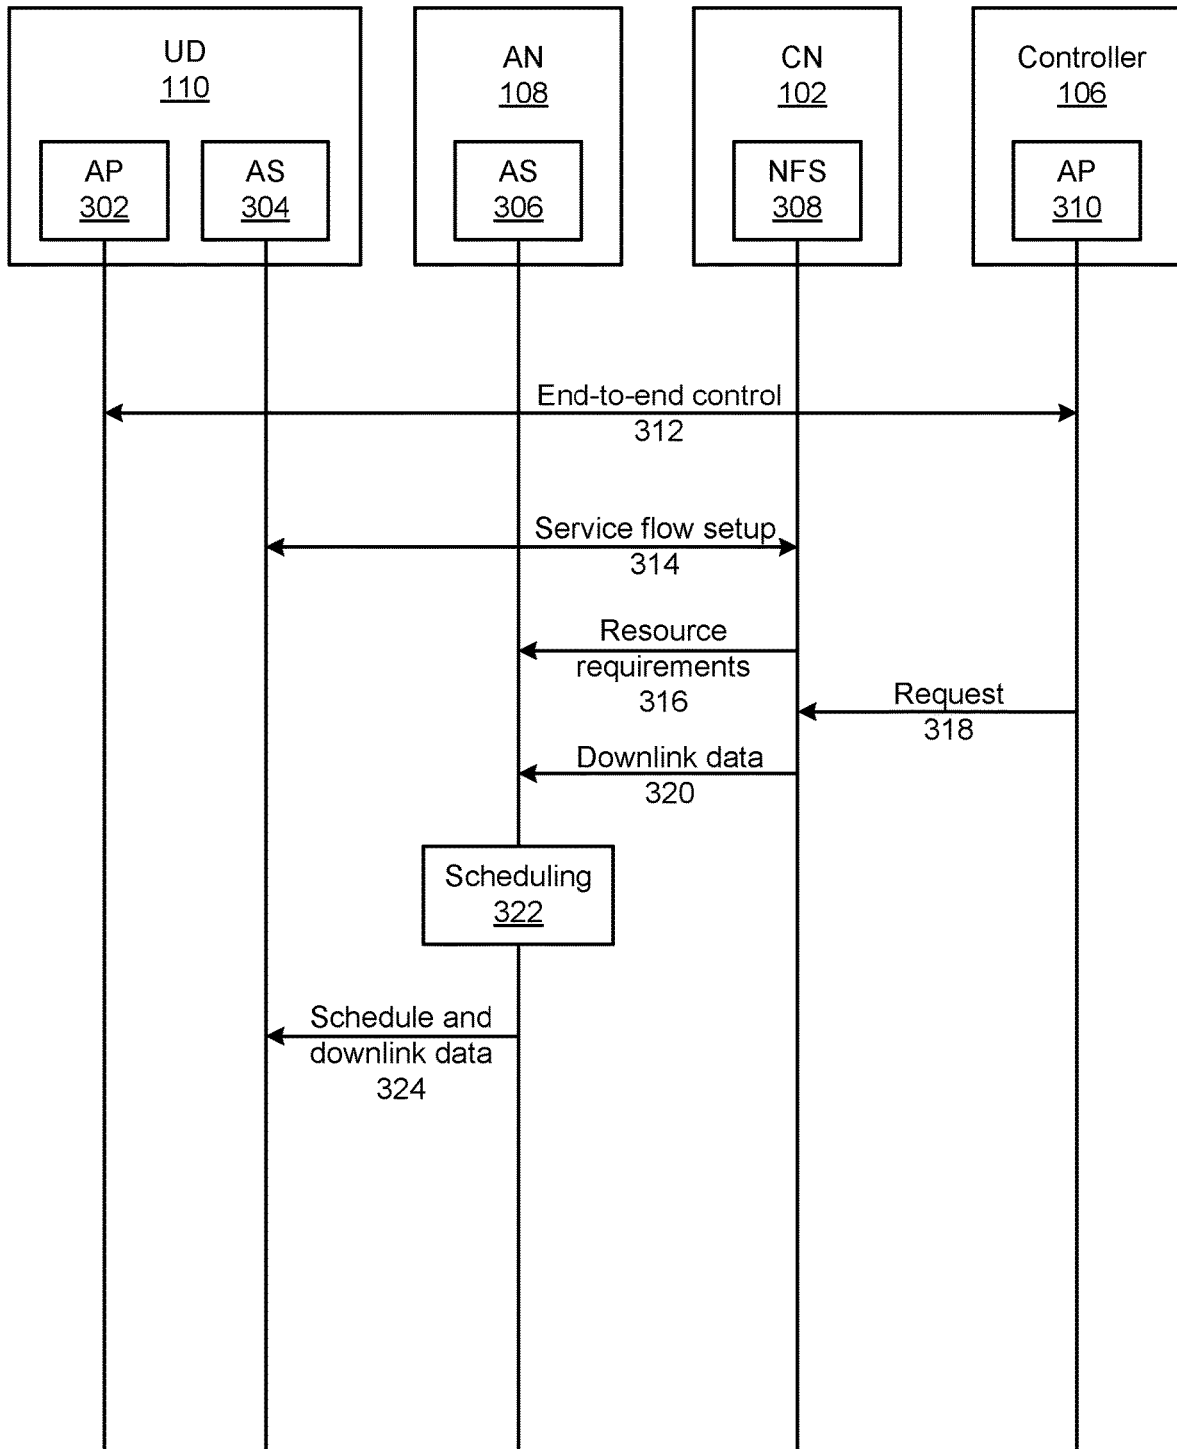 UD
110
AN
108
CN
102
Controller
106
AP
302
AS
304
AS
306
NFS
308
AP
310
End-to-end control
312
Service flow setup
314
Resource
requirements
316
Request
318
Downlink data
320
Scheduling
322
Schedule and
downlink data
324